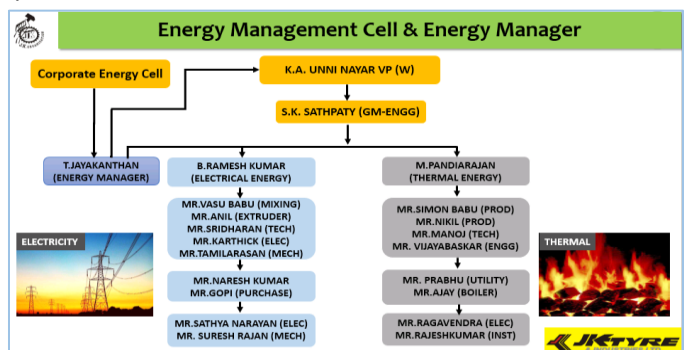 Energy Management Cell & Energy Manager
Corporate Energy Cell
K.A. UNNI NAYAR VP (W)
S.K. SATHPATY (GM-ENGG)
T.JAYAKANTHAN
(ENERGY MANAGER)
B.RAMESH KUMAR
(ELECTRICAL ENERGY)
M.PANDIARAJAN
(THERMAL ENERGY)
MR.VASU BABU (MIXING)
MR.ANIL (EXTRUDER)
MR.SRIDHARAN (TECH)
MR.KARTHICK (ELEC)
MR.TAMILARASAN (MECH)
MR.SIMON BABU (PROD)
MR.NIKIL (PROD)
MR.MANOJ (TECH)
MR. VIJAYABASKAR (ENGG)
ELECTRICITY
THERMAL
MR.NARESH KUMAR
MR.GOPI (PURCHASE)
MR. PRABHU (UTILITY)
MR.AJAY (BOILER)
MR.SATHYA NARAYAN (ELEC)
MR. SURESH RAJAN (MECH)
MR.RAGAVENDRA (ELEC)
MR.RAJESHKUMAR (INST)
JK TYRE
& INDUSTRIES LTD